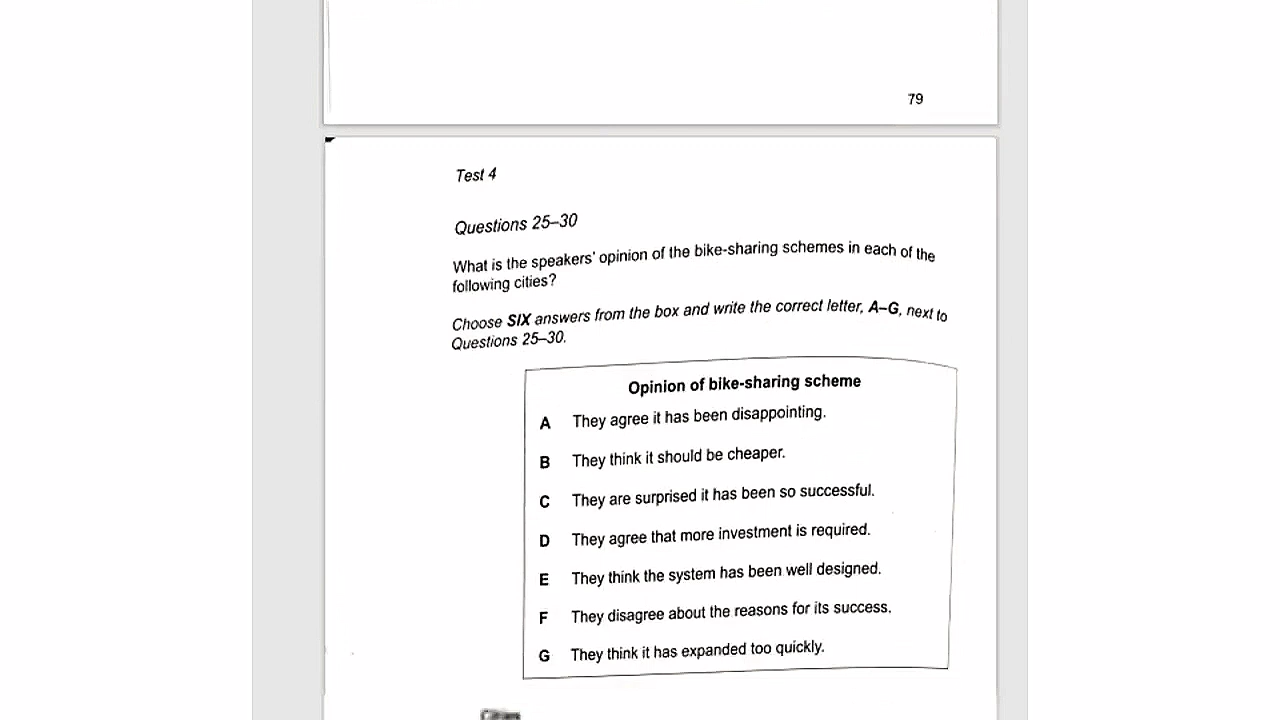 79
Test 4
Questions 25–30
What is the speakers' opinion of the bike-sharing schemes in each of the
following cities?
Choose SIX answers from the box and write the correct letter, A–G, next to
Questions 25–30.
Opinion of bike-sharing scheme
A They agree it has been disappointing.
B They think it should be cheaper.
C They are surprised it has been so successful.
D They agree that more investment is required.
E They think the system has been well designed.
F They disagree about the reasons for its success.
G They think it has expanded too quickly.